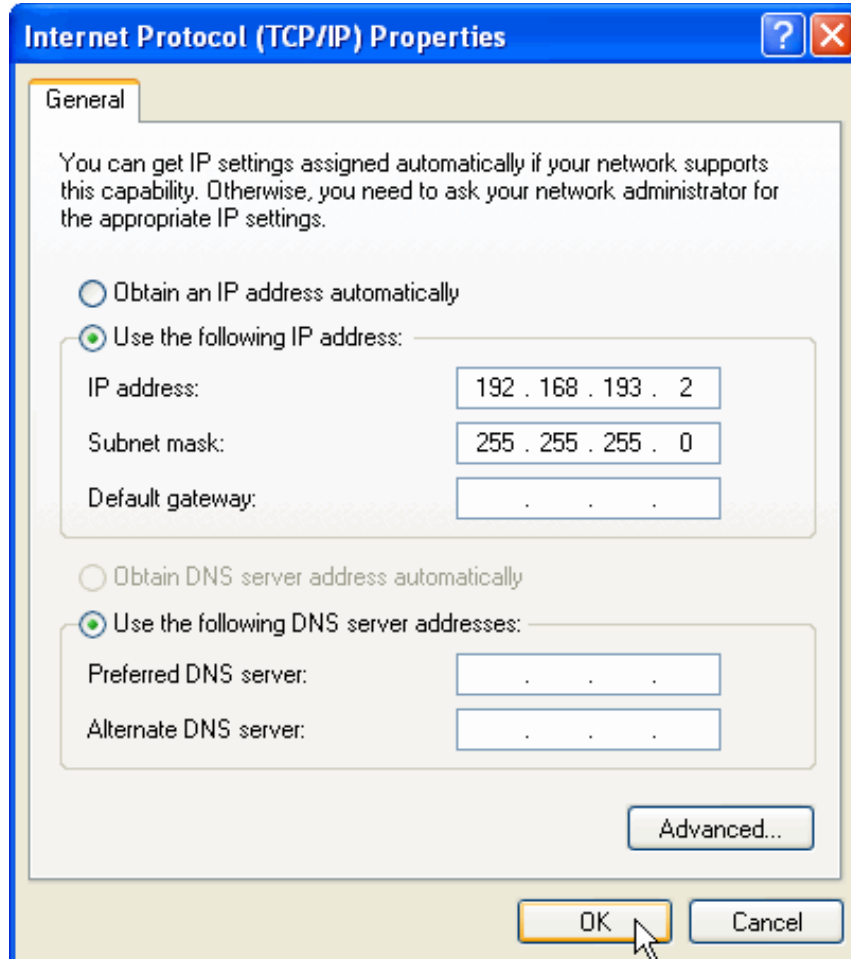 Internet Protocol (TCP/IP) Properties
General
You can get IP settings assigned automatically if your network supports
this capability. Otherwise, you need to ask your network administrator for
the appropriate IP settings.
Obtain an IP address automatically
Use the following IP address:
IP address: 192 . 168 . 193 . 2
Subnet mask: 255 . 255 . 255 . 0
Default gateway: . . .
Obtain DNS server address automatically
Use the following DNS server addresses:
Preferred DNS server: . . .
Alternate DNS server: . . .
Advanced...
OK Cancel